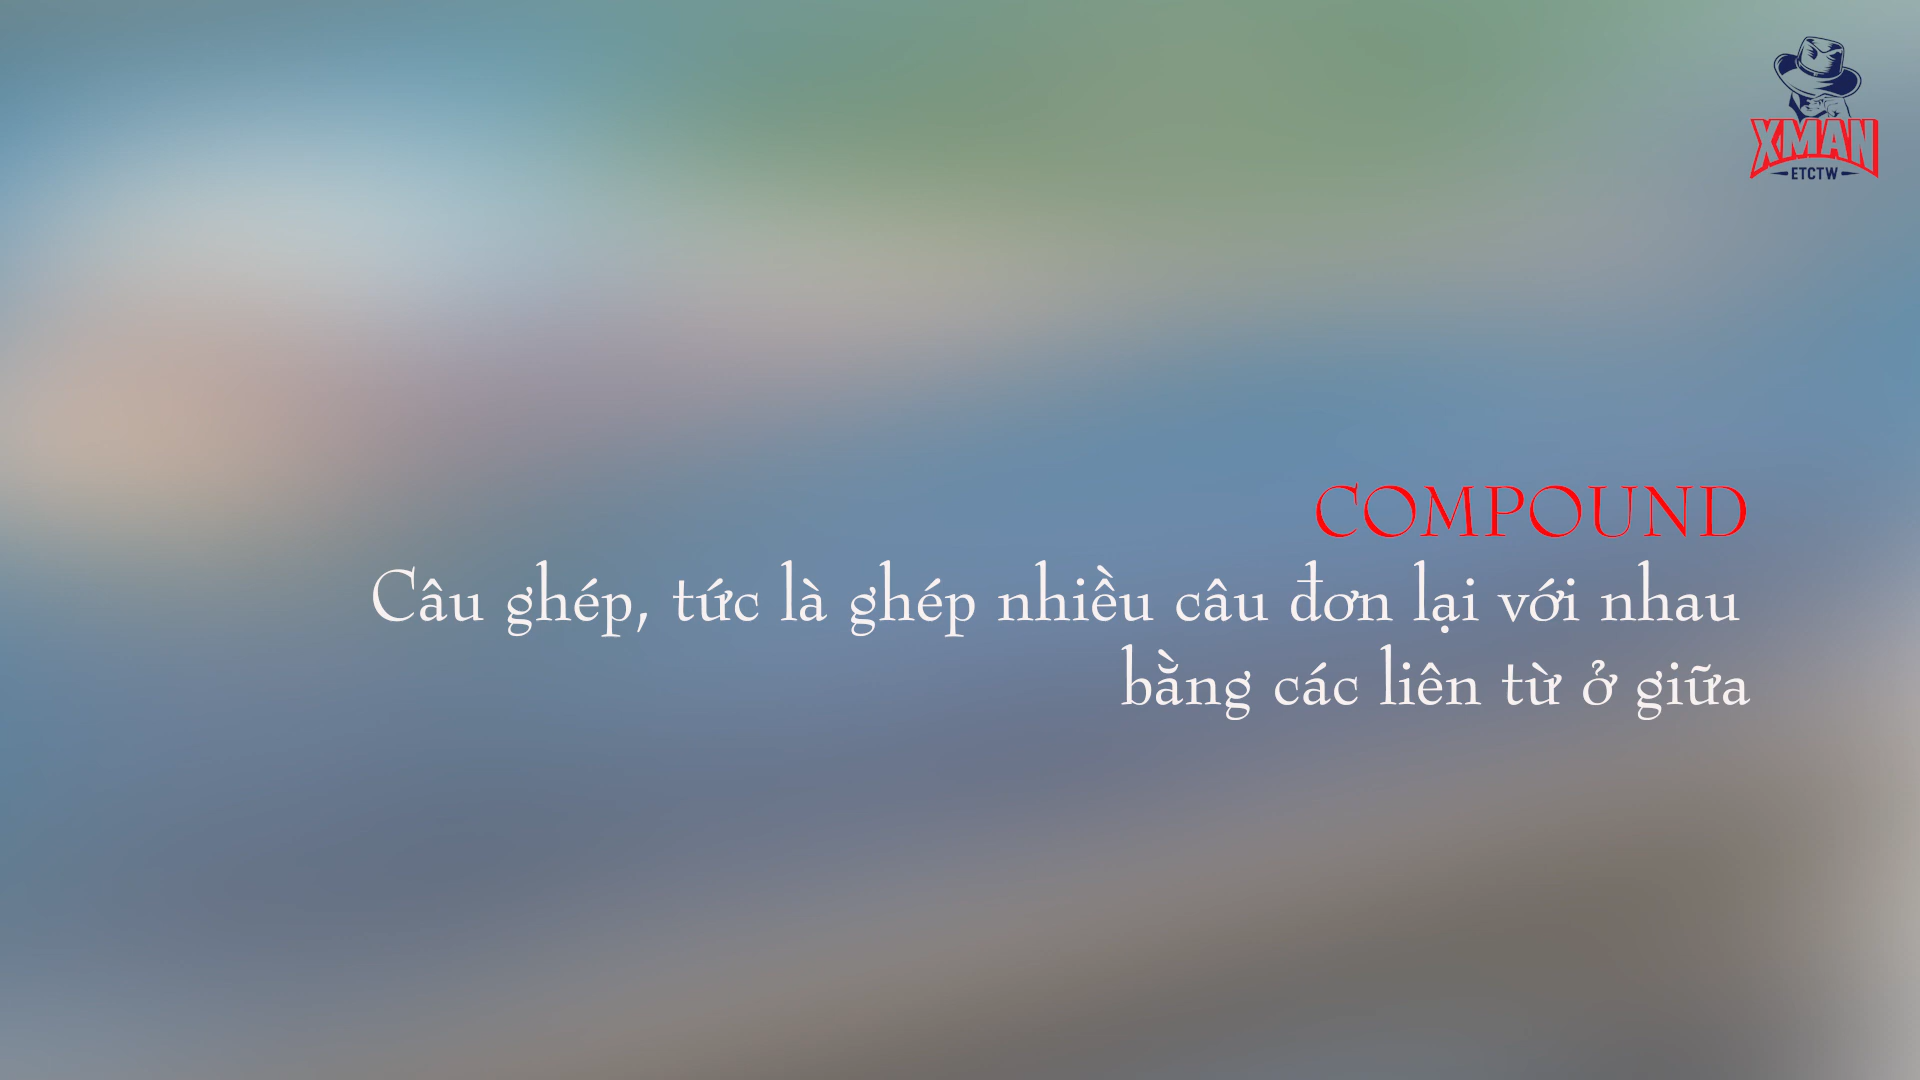 XMAN
ETCTW
COMPOUND
Câu ghép, tức là ghép nhiều câu đơn lại với nhau
bằng các liên từ ở giữa